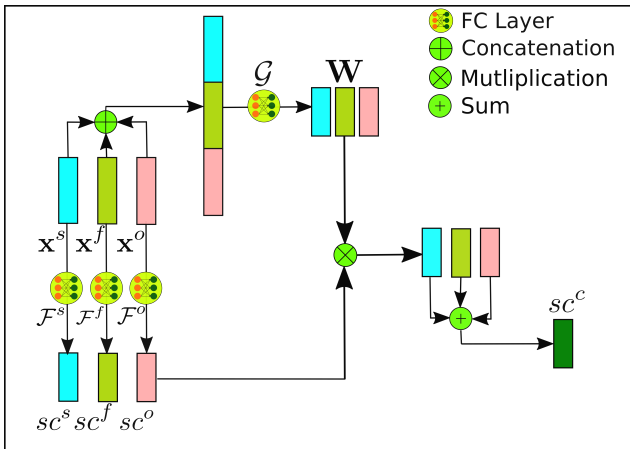 FC Layer
Concatenation
Mutliplication
Sum
𝒢
W
x^s x^f x^o
ℱ^s ℱ^f ℱ^o
sc^s sc^f sc^o
sc^c